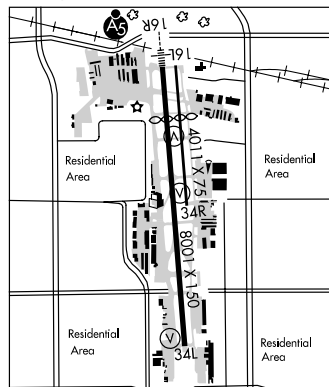 A5
16R
16L
V
4011 X 75
Residential
Area
Residential
Area
V
34R
8001 X 150
Residential
Area
V
34L
Residential
Area